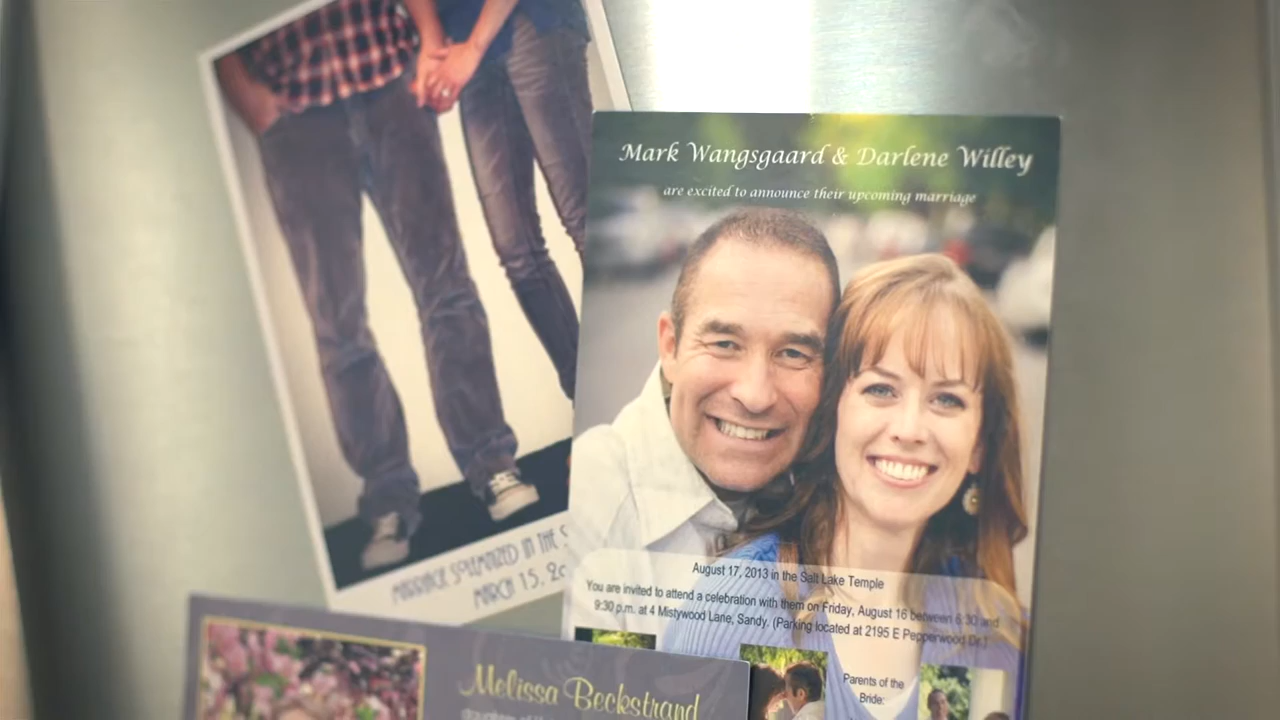 Mark Wangsgaard & Darlene Willey
are excited to announce their upcoming marriage
August 17, 2013 in the Salt Lake Temple
You are invited to attend a celebration with them on Friday, August 16 between 6:30 and
9:30 p.m. at 4 Mistywood Lane, Sandy. (Parking located at 2195 E Pepperwood Dr.)
Parents of the
Bride:
MARRIAGE SOLEMNIZED IN THE S
MARCH 15, 20
Melissa Beckstrand
daughter of